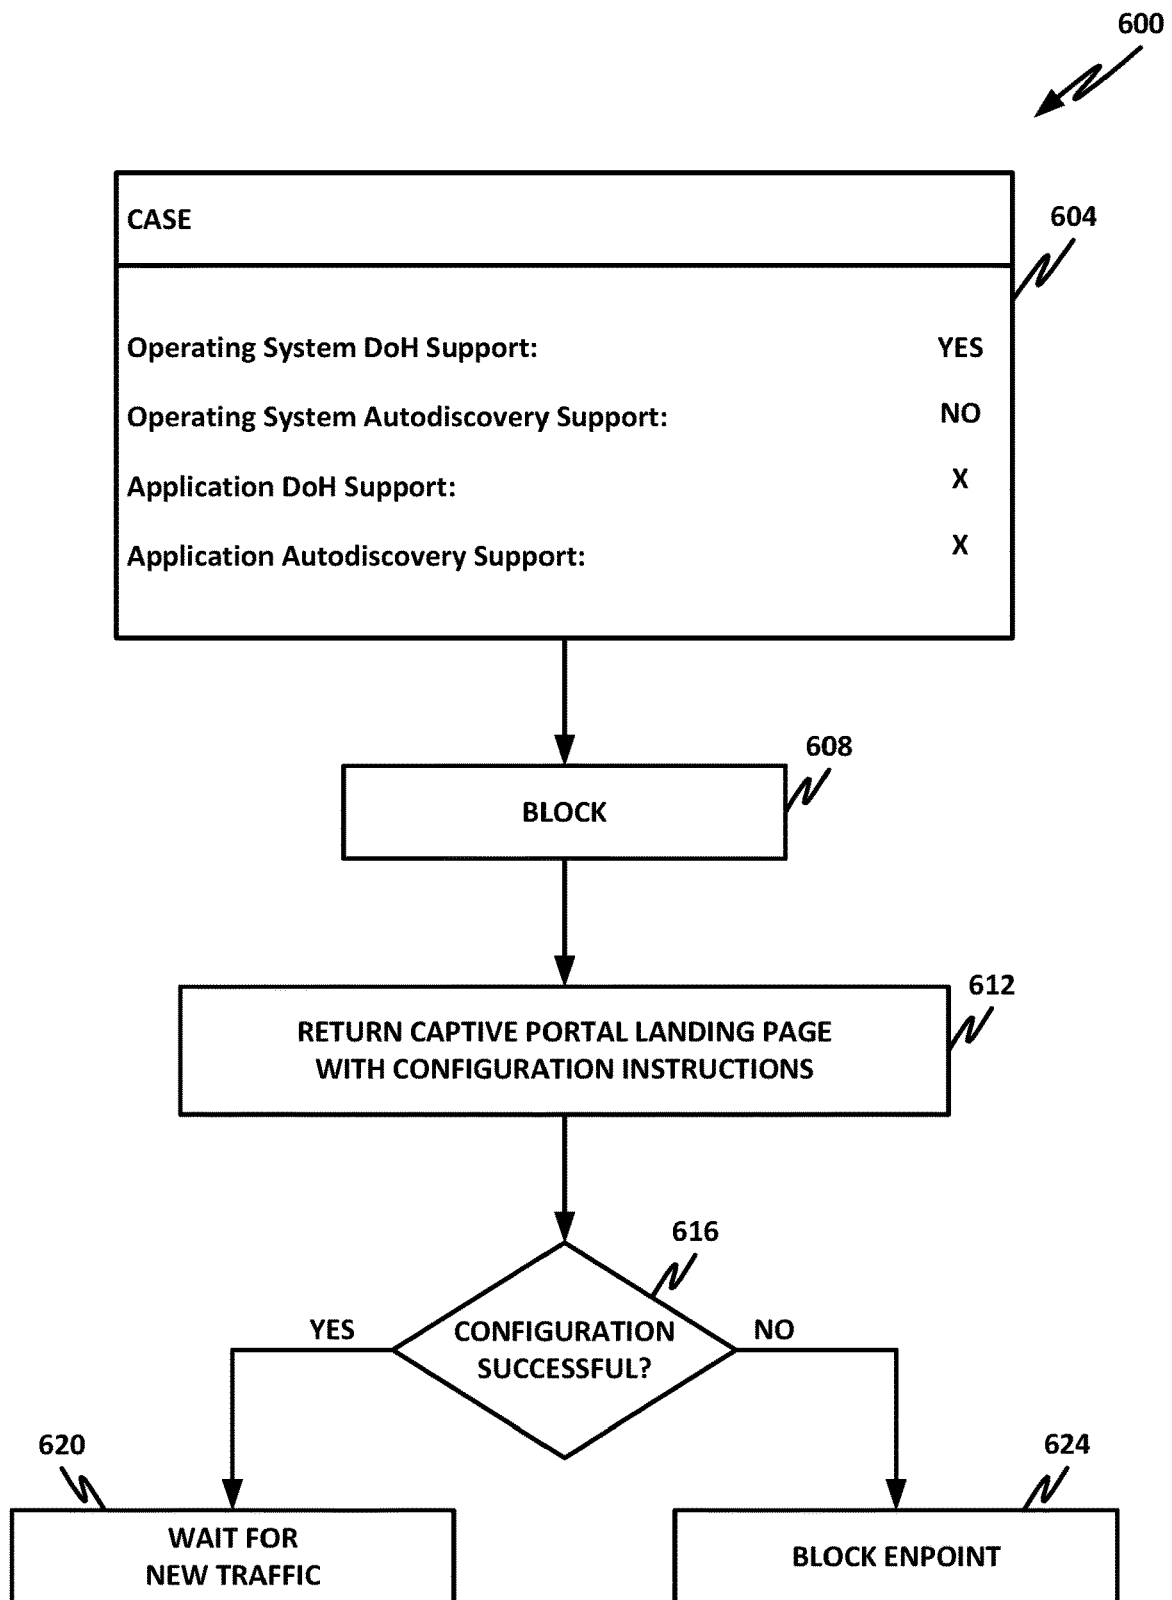 600
CASE
604
Operating System DoH Support: YES
Operating System Autodiscovery Support: NO
Application DoH Support: X
Application Autodiscovery Support: X
608
BLOCK
612
RETURN CAPTIVE PORTAL LANDING PAGE
WITH CONFIGURATION INSTRUCTIONS
616
YES
CONFIGURATION
SUCCESSFUL?
NO
620
624
WAIT FOR
NEW TRAFFIC
BLOCK ENPOINT